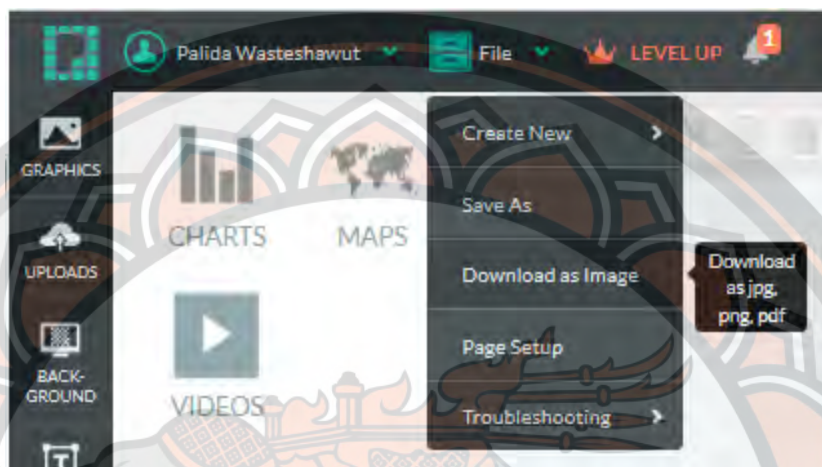 Palida Wasteshawut
File
LEVEL UP
1
GRAPHICS
UPLOADS
BACK-
GROUND
CHARTS
MAPS
VIDEOS
Create New
Save As
Download as Image
Page Setup
Troubleshooting
Download
as jpg,
png, pdf